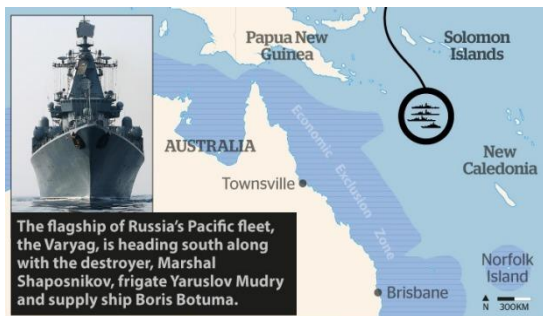 Papua New
Guinea
Solomon
Islands
AUSTRALIA
Economic Exclusion Zone
Townsville
New
Caledonia
The flagship of Russia's Pacific fleet,
the Varyag, is heading south along
with the destroyer, Marshal
Shaposnikov, frigate Yaruslov Mudry
and supply ship Boris Botuma.
Norfolk
Island
Brisbane
N
300KM